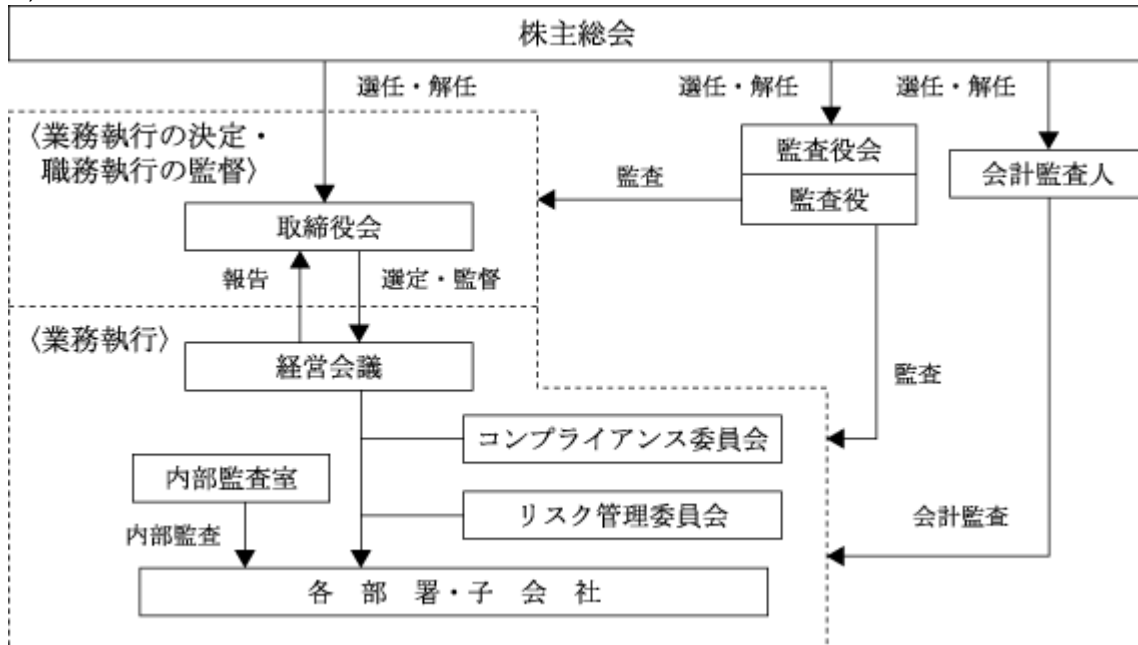 株主総会
選任・解任
選任・解任
選任・解任
〈業務執行の決定・
職務執行の監督〉
監査役会
監査役
会計監査人
監査
取締役会
報告
選定・監督
〈業務執行〉
経営会議
監査
コンプライアンス委員会
内部監査室
リスク管理委員会
内部監査
会計監査
各部署・子会社